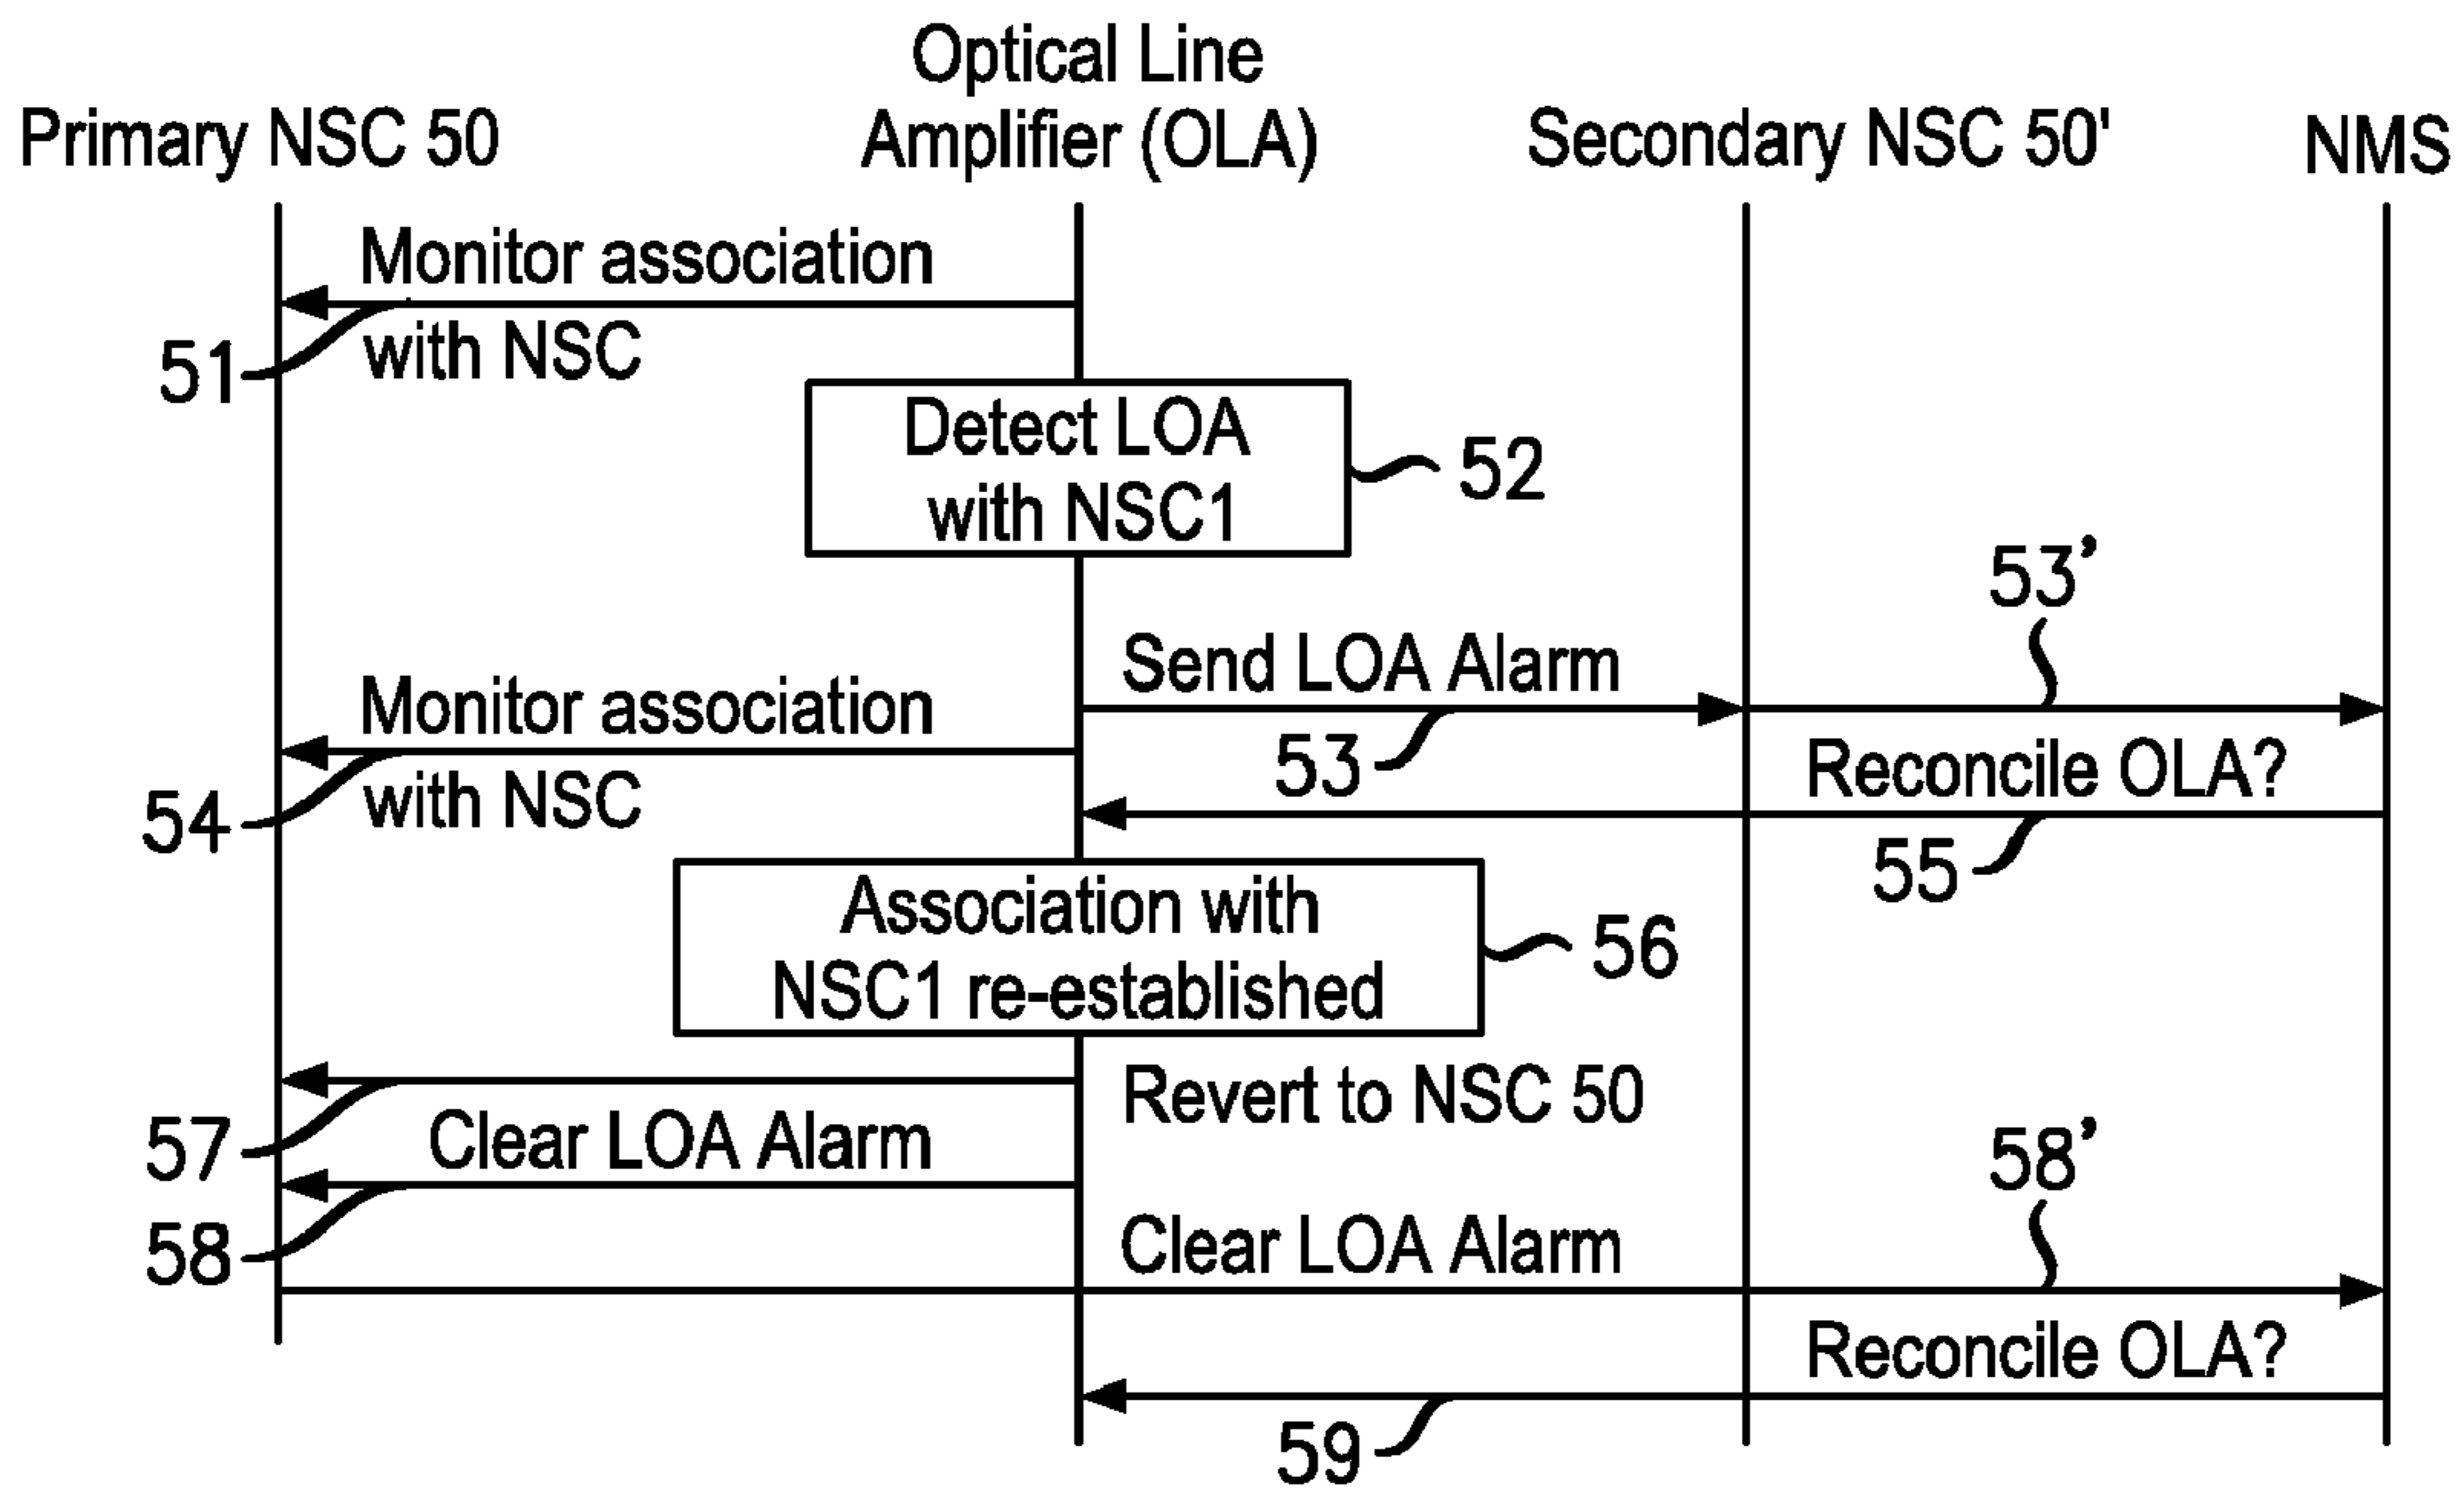 Optical Line
Amplifier (OLA)
Primary NSC 50
Secondary NSC 50'
NMS
Monitor association
with NSC
51
Detect LOA
with NSC1
52
53’
Send LOA Alarm
53
Monitor association
with NSC
54
Reconcile OLA?
55
Association with
NSC1 re-established
56
Revert to NSC 50
57
Clear LOA Alarm
58
58’
Clear LOA Alarm
Reconcile OLA?
59